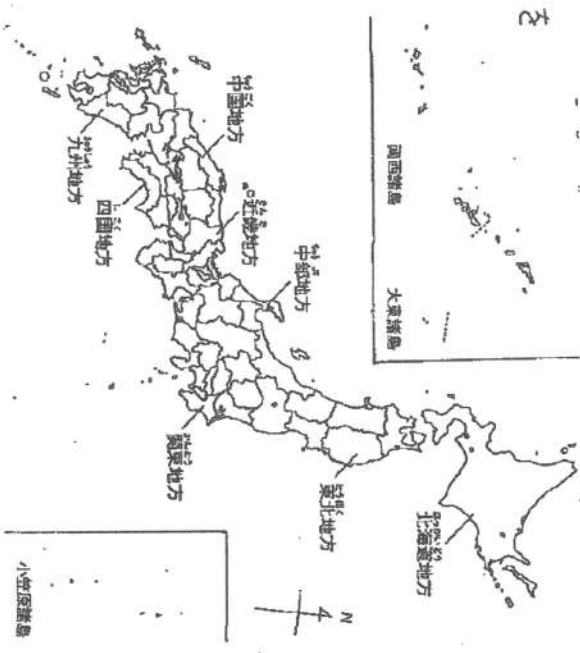 を
南西諸島
大東諸島
中国地方
九州地方
四国地方
近畿地方
中部地方
関東地方
東北地方
北海道地方
小笠原諸島
N